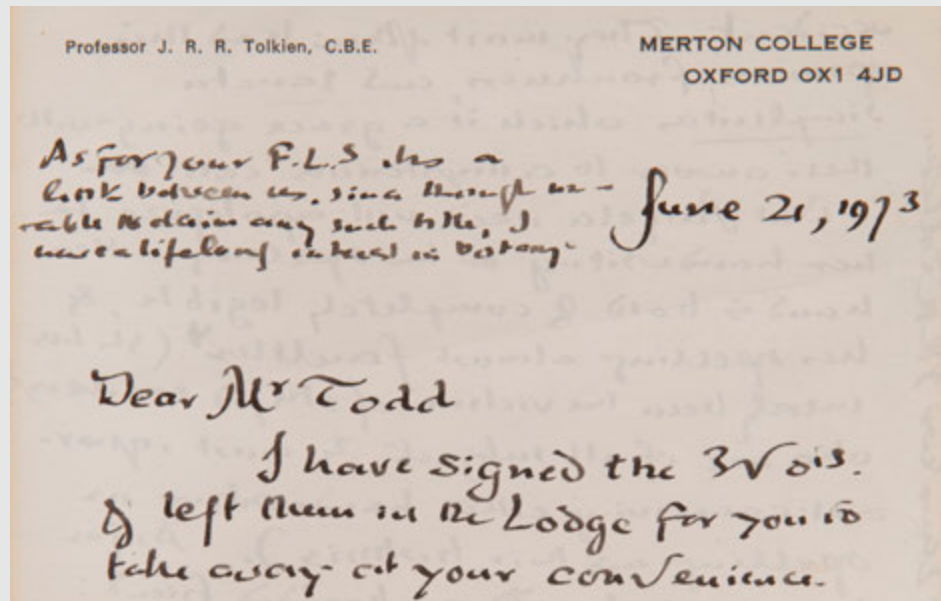 Professor J. R. R. Tolkien, C.B.E.
MERTON COLLEGE
OXFORD OX1 4JD
As for your F.L.S. its a
link between us, since though un-
able to claim any such title, I
have a lifelong interest in botany.
June 21, 1973
Dear Mr Todd
I have signed the 3 Vols.
& left them in the Lodge for you to
take away at your convenience.